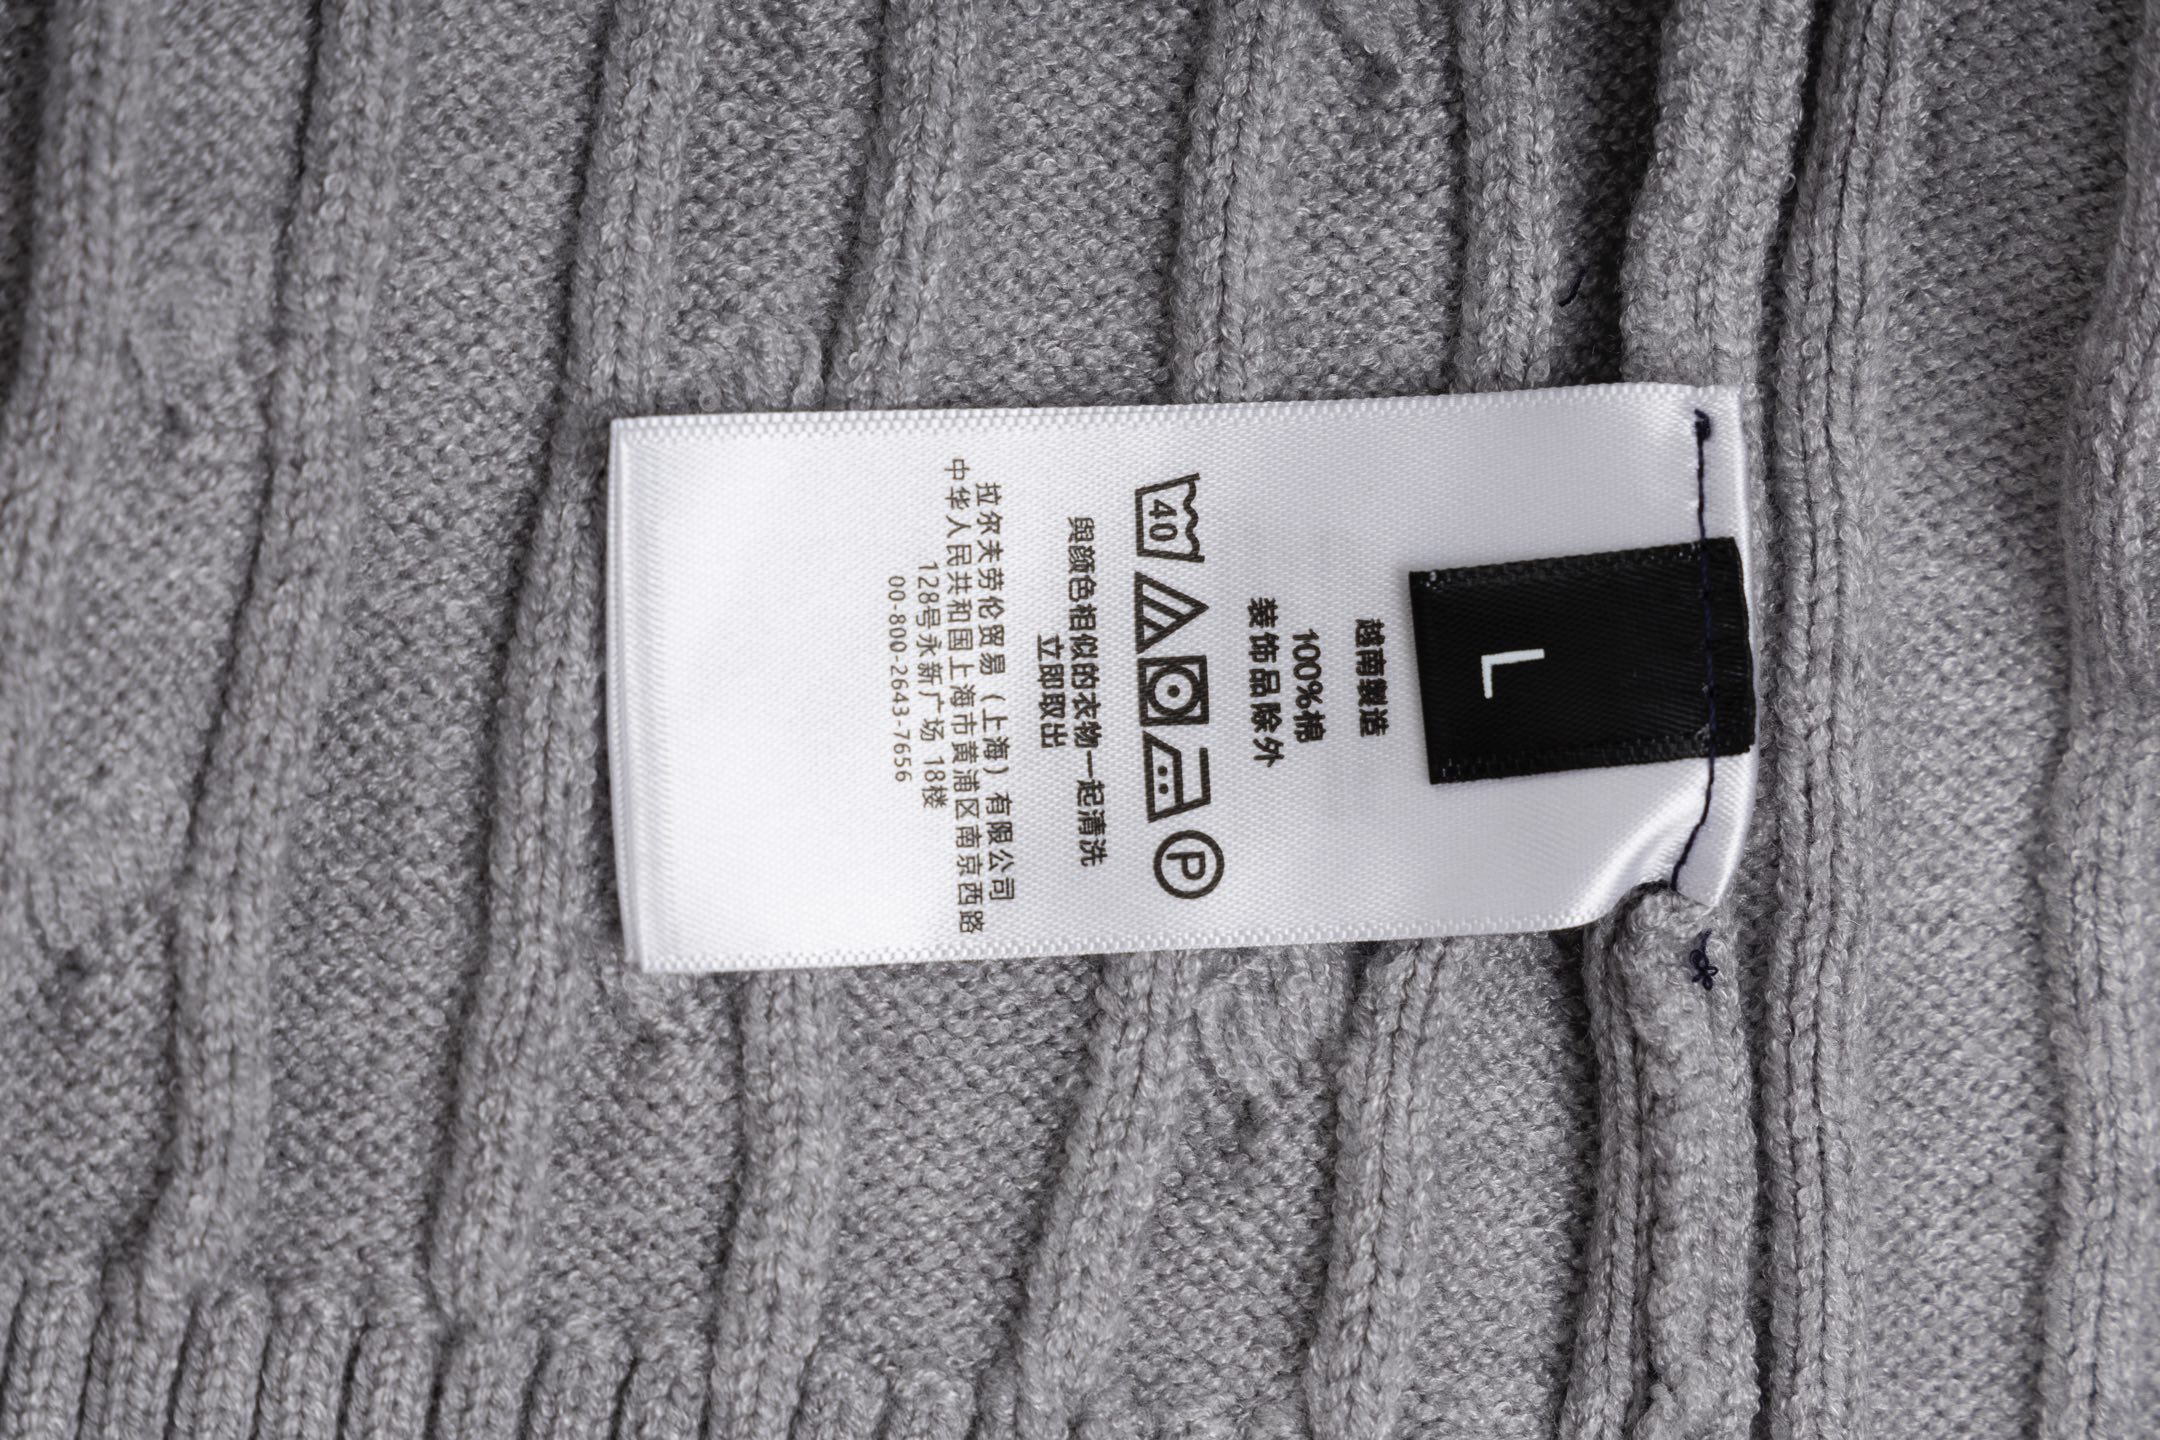 L
越南製造
100%棉
装饰品除外
40
P
與顏色相似的衣物一起清洗
立即取出
拉尔夫劳伦贸易（上海）有限公司
中华人民共和国上海市黄浦区南京西路
128号永新广场 18楼
00-800-2643-7656